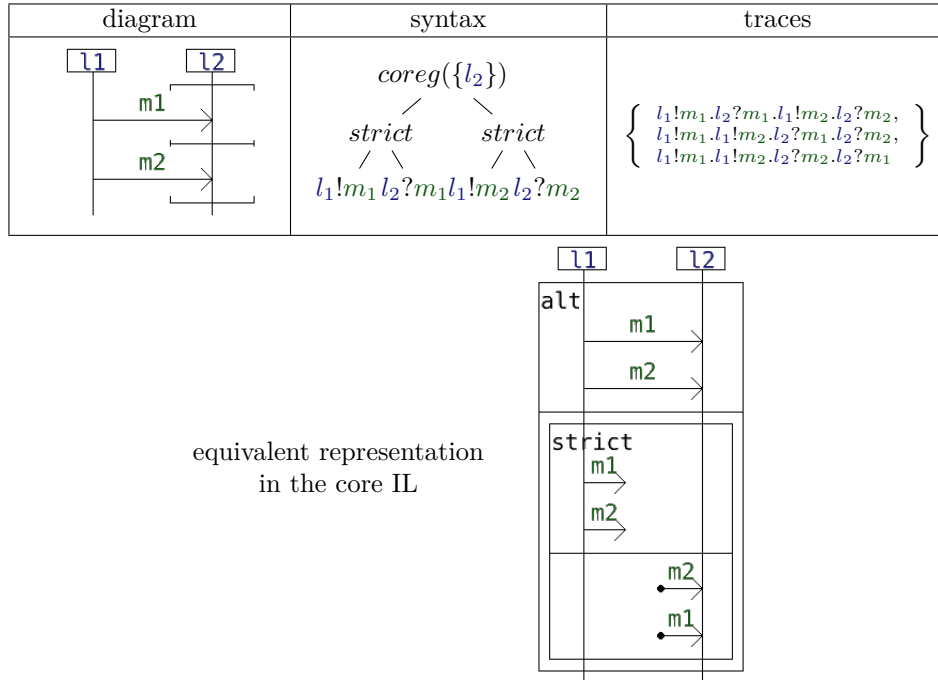 diagram syntax traces
l1 l2
m1
m2
coreg({l₂})
strict strict
l₁!m₁ l₂?m₁ l₁!m₂ l₂?m₂
{ l₁!m₁.l₂?m₁.l₁!m₂.l₂?m₂,
l₁!m₁.l₁!m₂.l₂?m₁.l₂?m₂,
l₁!m₁.l₁!m₂.l₂?m₂.l₂?m₁ }
l1 l2
alt
m1
m2
equivalent representation
in the core IL
strict
m1
m2
m2
m1